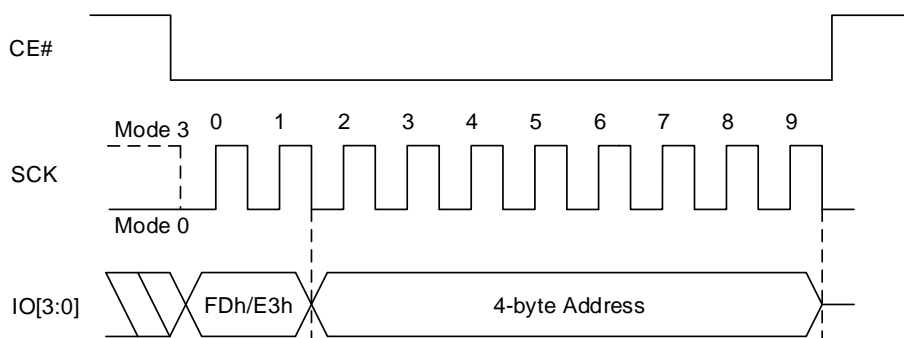 CE#
Mode 3
0 1 2 3 4 5 6 7 8 9
SCK
Mode 0
IO[3:0]
FDh/E3h
4-byte Address